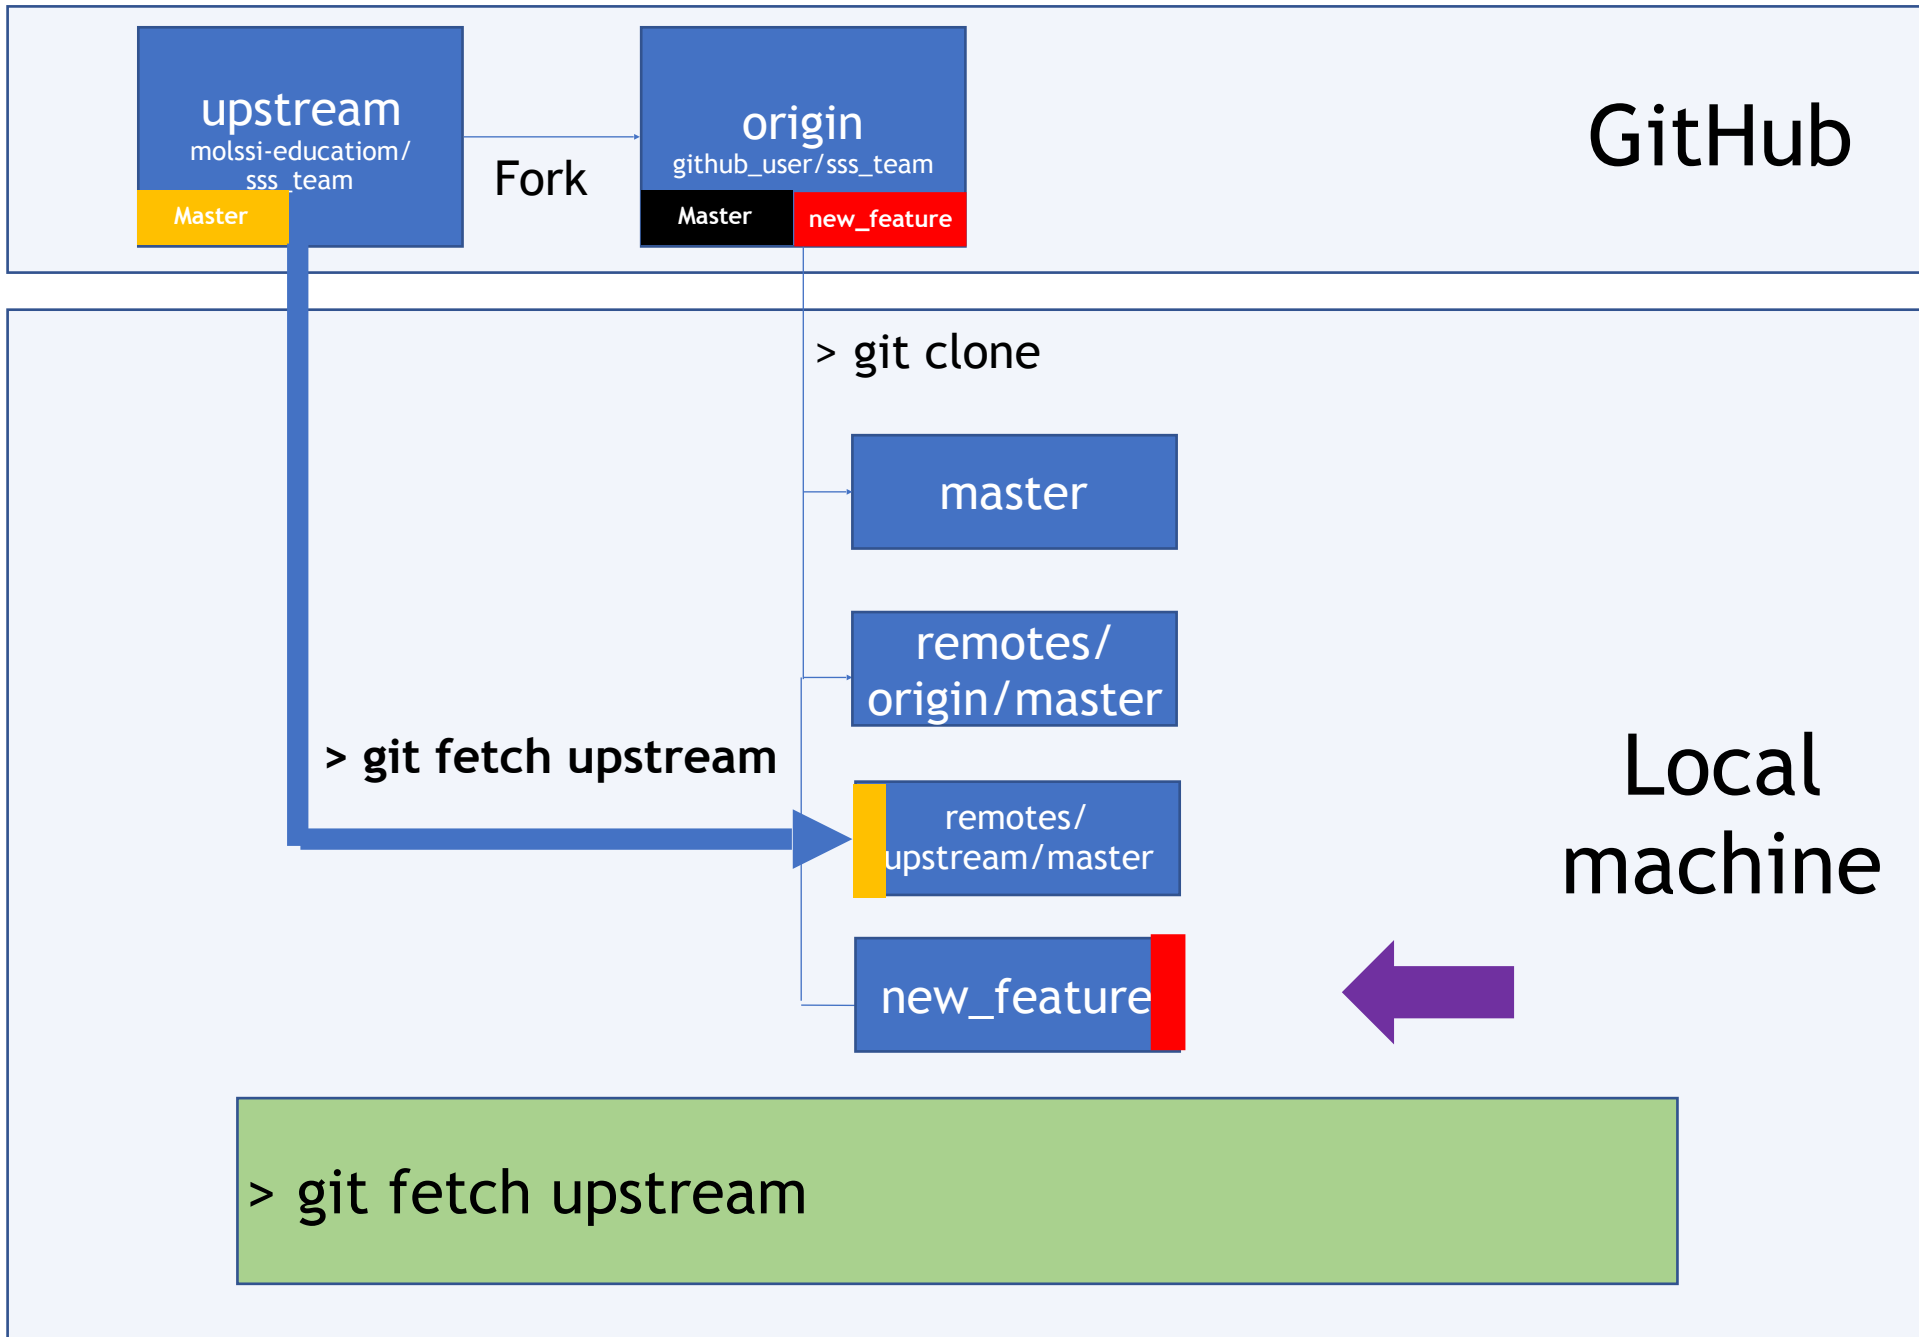 upstream
molssi-educatiom/
sss_team
Master
Fork
origin
github_user/sss_team
Master
new_feature
GitHub
> git clone
master
remotes/
origin/master
> git fetch upstream
remotes/
upstream/master
new_feature
Local
machine
> git fetch upstream